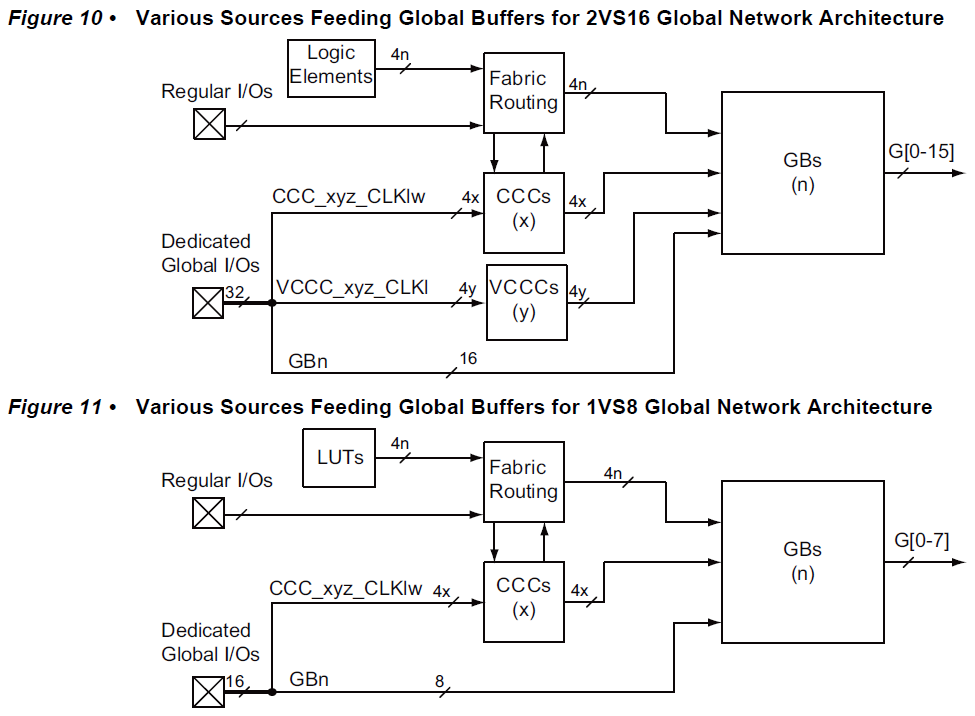 Figure 10 • Various Sources Feeding Global Buffers for 2VS16 Global Network Architecture
Logic
Elements
4n
Regular I/Os
Fabric
Routing
4n
GBs
(n)
G[0-15]
CCC_xyz_CLKIw
4x
CCCs
(x)
4x
Dedicated
Global I/Os
32
VCCC_xyz_CLKI
4y
VCCCs
(y)
4y
GBn
16
Figure 11 • Various Sources Feeding Global Buffers for 1VS8 Global Network Architecture
LUTs
4n
Regular I/Os
Fabric
Routing
4n
GBs
(n)
G[0-7]
CCC_xyz_CLKIw
4x
CCCs
(x)
4x
Dedicated
Global I/Os
16
GBn
8